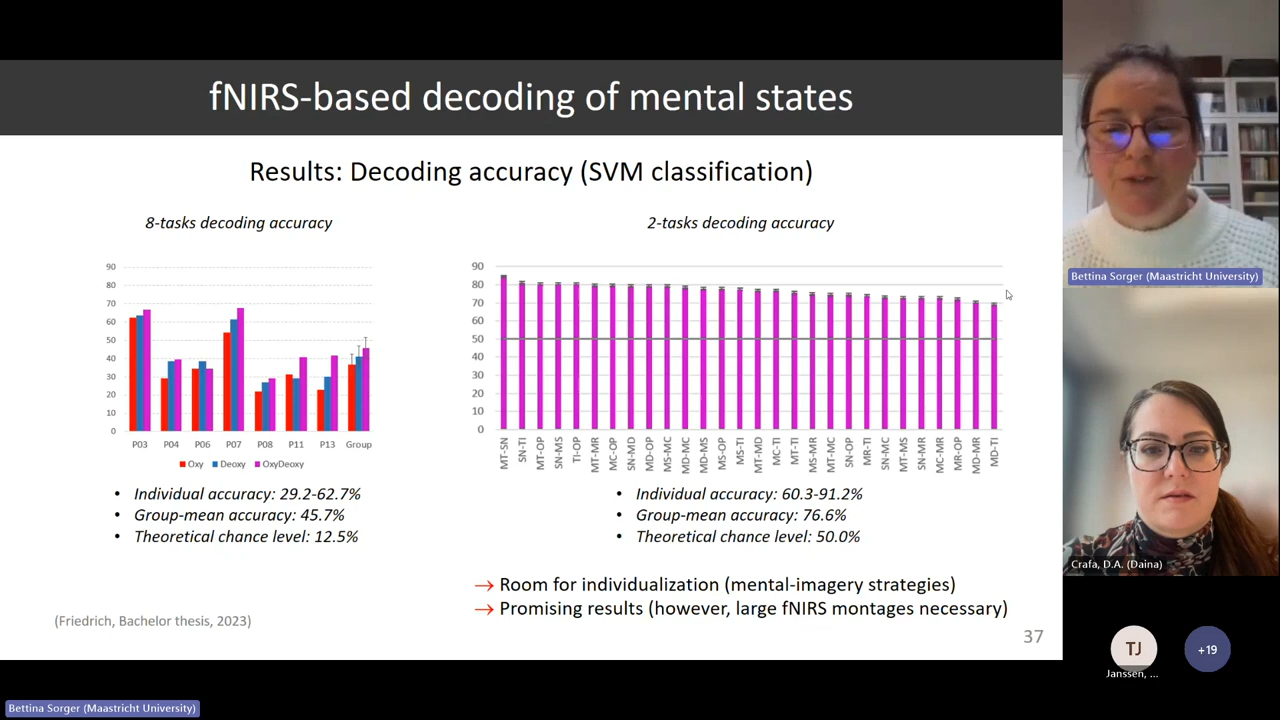 fNIRS-based decoding of mental states
Results: Decoding accuracy (SVM classification)
8-tasks decoding accuracy
90
80
70
60
50
40
30
20
10
0
P03 P04 P06 P07 P08 P11 P13 Group
Oxy Deoxy OxyDeoxy
• Individual accuracy: 29.2-62.7%
• Group-mean accuracy: 45.7%
• Theoretical chance level: 12.5%
2-tasks decoding accuracy
90
80
70
60
50
40
30
20
10
0
MT-SN SN-TI MT-OP SN-MS TI-OP MT-MR MC-OP SN-MD MD-OP MS-MC MD-MC MD-MS MS-OP MS-TI MT-MD MC-TI MT-TI MS-MR MT-MC SN-OP MR-TI SN-MC MT-MS SN-MR MC-MR MR-OP MD-MR MD-TI
• Individual accuracy: 60.3-91.2%
• Group-mean accuracy: 76.6%
• Theoretical chance level: 50.0%
→ Room for individualization (mental-imagery strategies)
→ Promising results (however, large fNIRS montages necessary)
(Friedrich, Bachelor thesis, 2023)
37
Bettina Sorger (Maastricht University)
Crafa, D.A. (Daina)
TJ
+19
Janssen, ...
Bettina Sorger (Maastricht University)